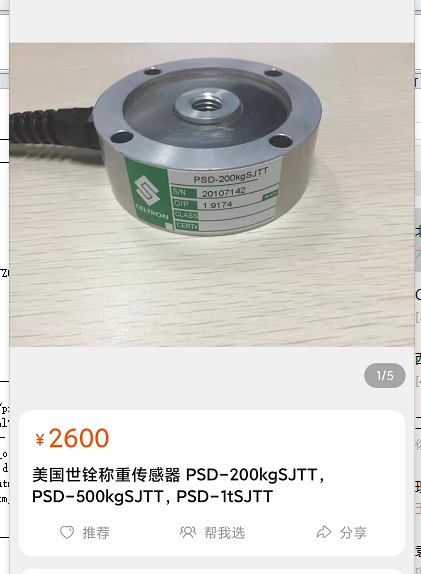 PSD-200kgSJTT
S/N 20107142
O/P 1.9174
CLASS
CERT#
CELTRON
1/5
¥2600
美国世铨称重传感器 PSD-200kgSJTT,
PSD-500kgSJTT, PSD-1tSJTT
推荐
帮我选
分享